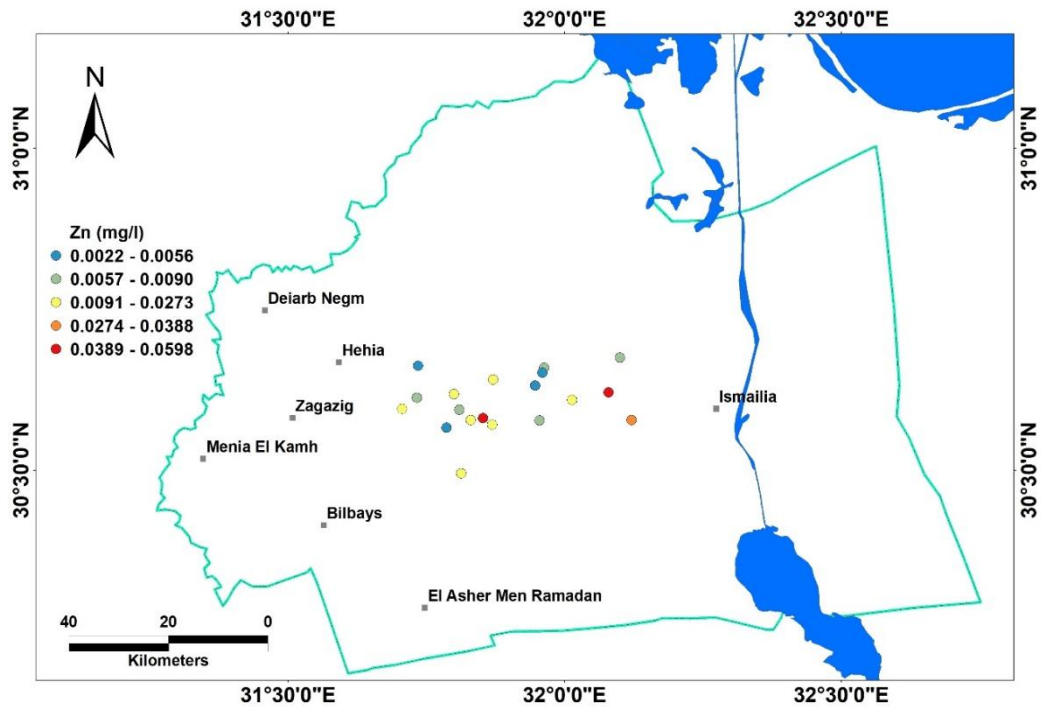 31°30'0"E 32°0'0"E 32°30'0"E
N
31°0'0"N 31°0'0"N
Zn (mg/l)
0.0022 - 0.0056
0.0057 - 0.0090
0.0091 - 0.0273
0.0274 - 0.0388
0.0389 - 0.0598
Deiarb Negm
Hehia
Zagazig
Ismailia
Menia El Kamh
30°30'0"N 30°30'0"N
Bilbays
El Asher Men Ramadan
40 20 0
Kilometers
31°30'0"E 32°0'0"E 32°30'0"E